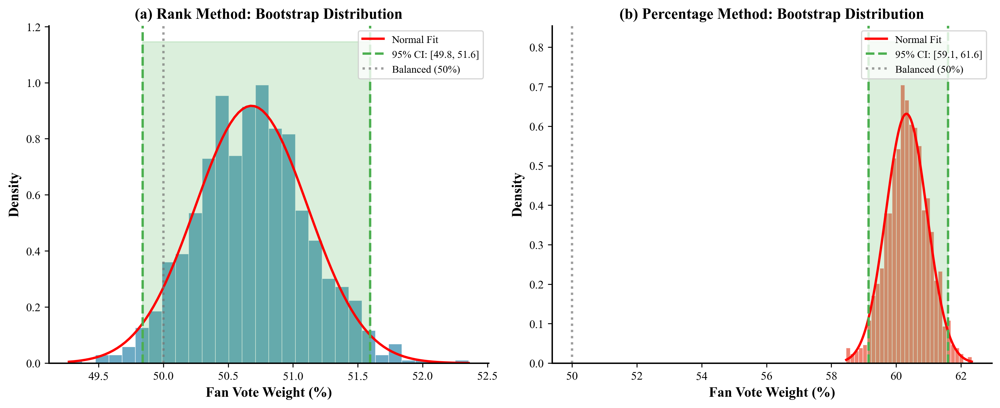 (a) Rank Method: Bootstrap Distribution
1.2
1.0
0.8
0.6
0.4
0.2
0.0
Density
49.5 50.0 50.5 51.0 51.5 52.0 52.5
Fan Vote Weight (%)
Normal Fit
95% CI: [49.8, 51.6]
Balanced (50%)
(b) Percentage Method: Bootstrap Distribution
0.8
0.7
0.6
0.5
0.4
0.3
0.2
0.1
0.0
Density
50 52 54 56 58 60 62
Fan Vote Weight (%)
Normal Fit
95% CI: [59.1, 61.6]
Balanced (50%)